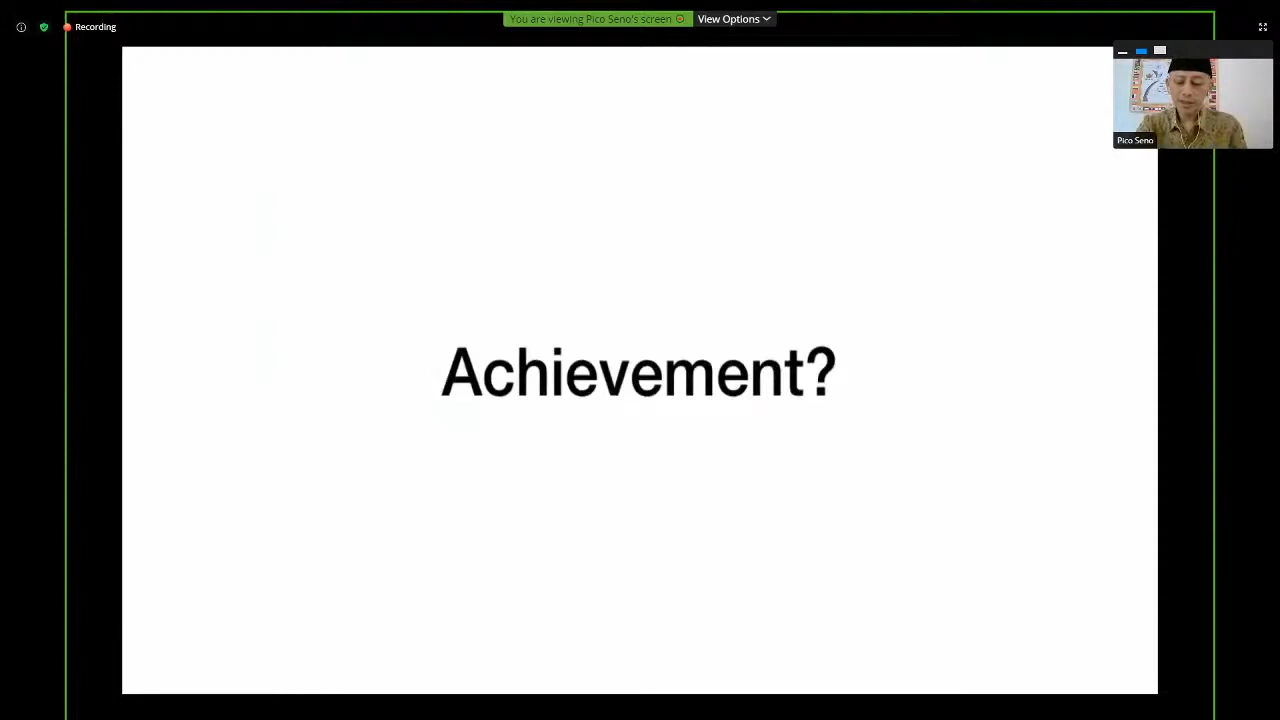 You are viewing Pico Seno's screen
View Options
Recording
Pico Seno
Achievement?